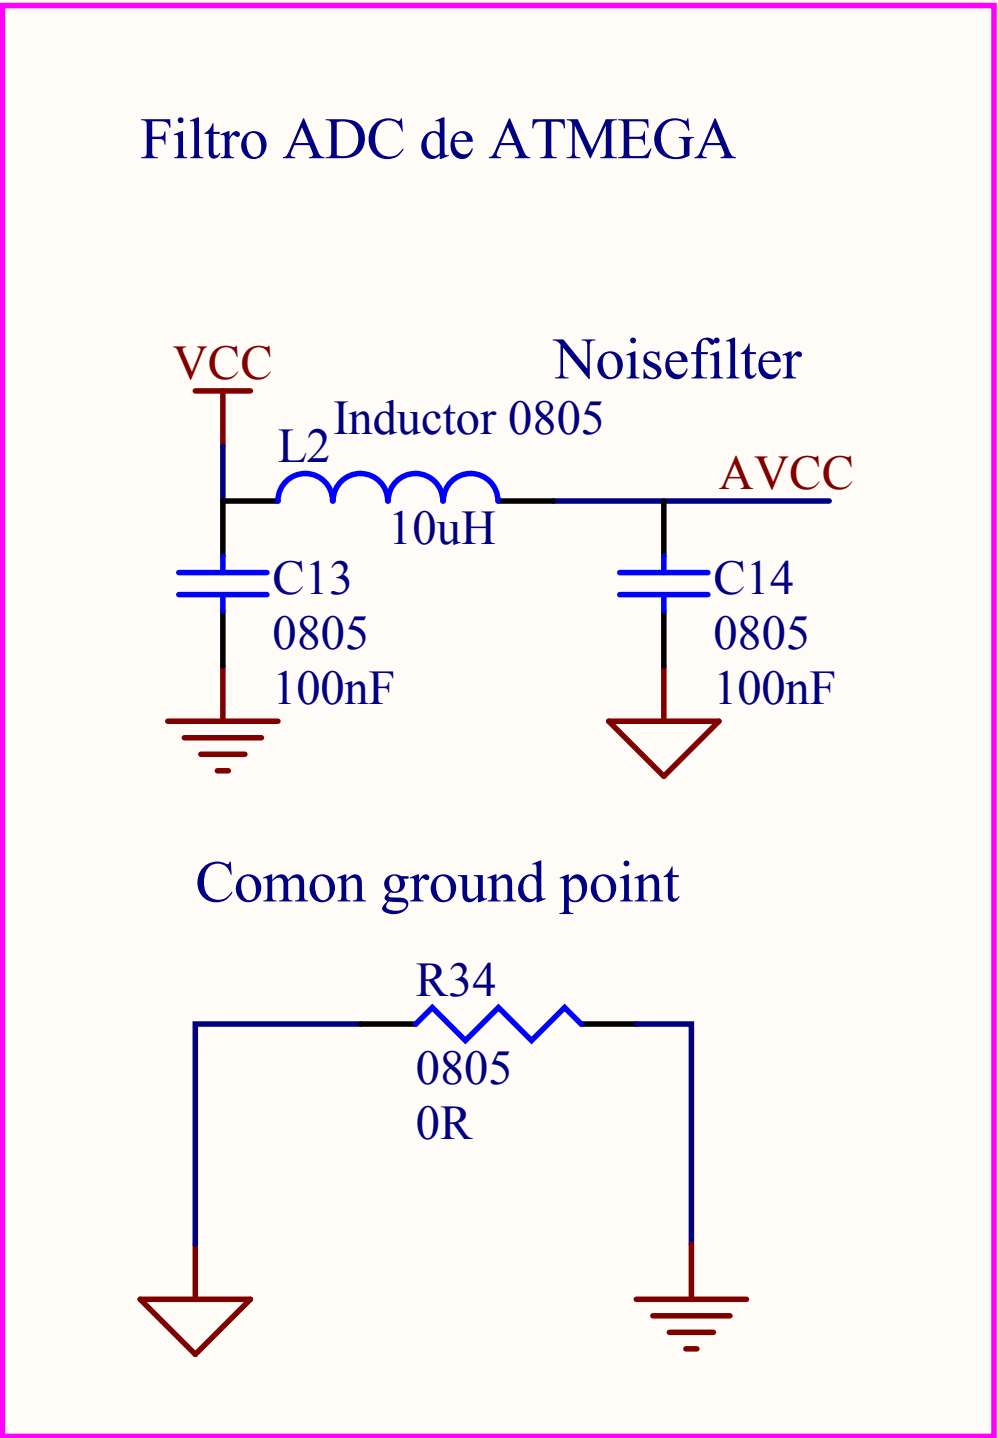 Filtro ADC de ATMEGA
VCC
Noisefilter
Inductor 0805
L2
AVCC
10uH
C13
0805
100nF
C14
0805
100nF
Comon ground point
R34
0805
0R